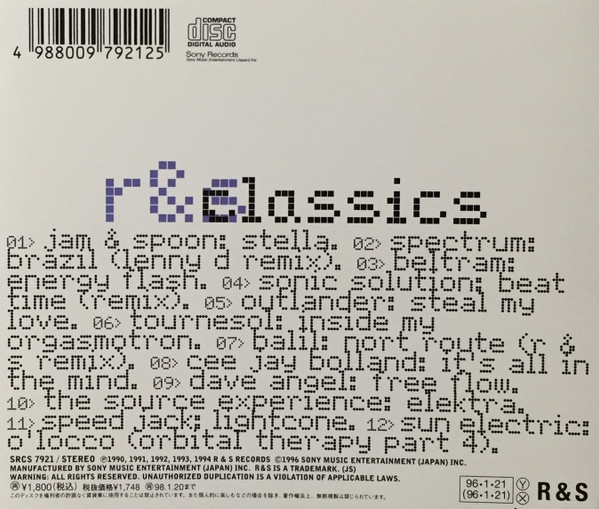 COMPACT
disc
DIGITAL AUDIO
4 988009 792125
Sony Records
Sony Music Entertainment (Japan) Inc.
r&s classics
01> jam & spoon: stella. 02> spectrum:
brazil (lenny d remix). 03> beltram:
energy flash. 04> sonic solution: beat
time (remix). 05> outlander: steal my
love. 06> tournesol: inside my
orgasmotron. 07> balil: nort route (r &
s remix). 08> cee jay bolland: it's all in
the mind. 09> dave angel: free flow.
10> the source experience: elektra.
11> speed jack: lightcone. 12> sun electric:
o'locco (orbital therapy part 4).
SRCS 7921 / STEREO ℗1990, 1991, 1992, 1993, 1994 R & S RECORDS ©1996 SONY MUSIC ENTERTAINMENT (JAPAN) INC.
MANUFACTURED BY SONY MUSIC ENTERTAINMENT (JAPAN) INC. R&S IS A TRADEMARK. (JS)
WARNING: ALL RIGHTS RESERVED. UNAUTHORIZED DUPLICATION IS A VIOLATION OF APPLICABLE LAWS.
¥1,800(税込) 税抜価格¥1,748 98·1·20まで
96·1·21 Y
(96·1·21) X
R & S